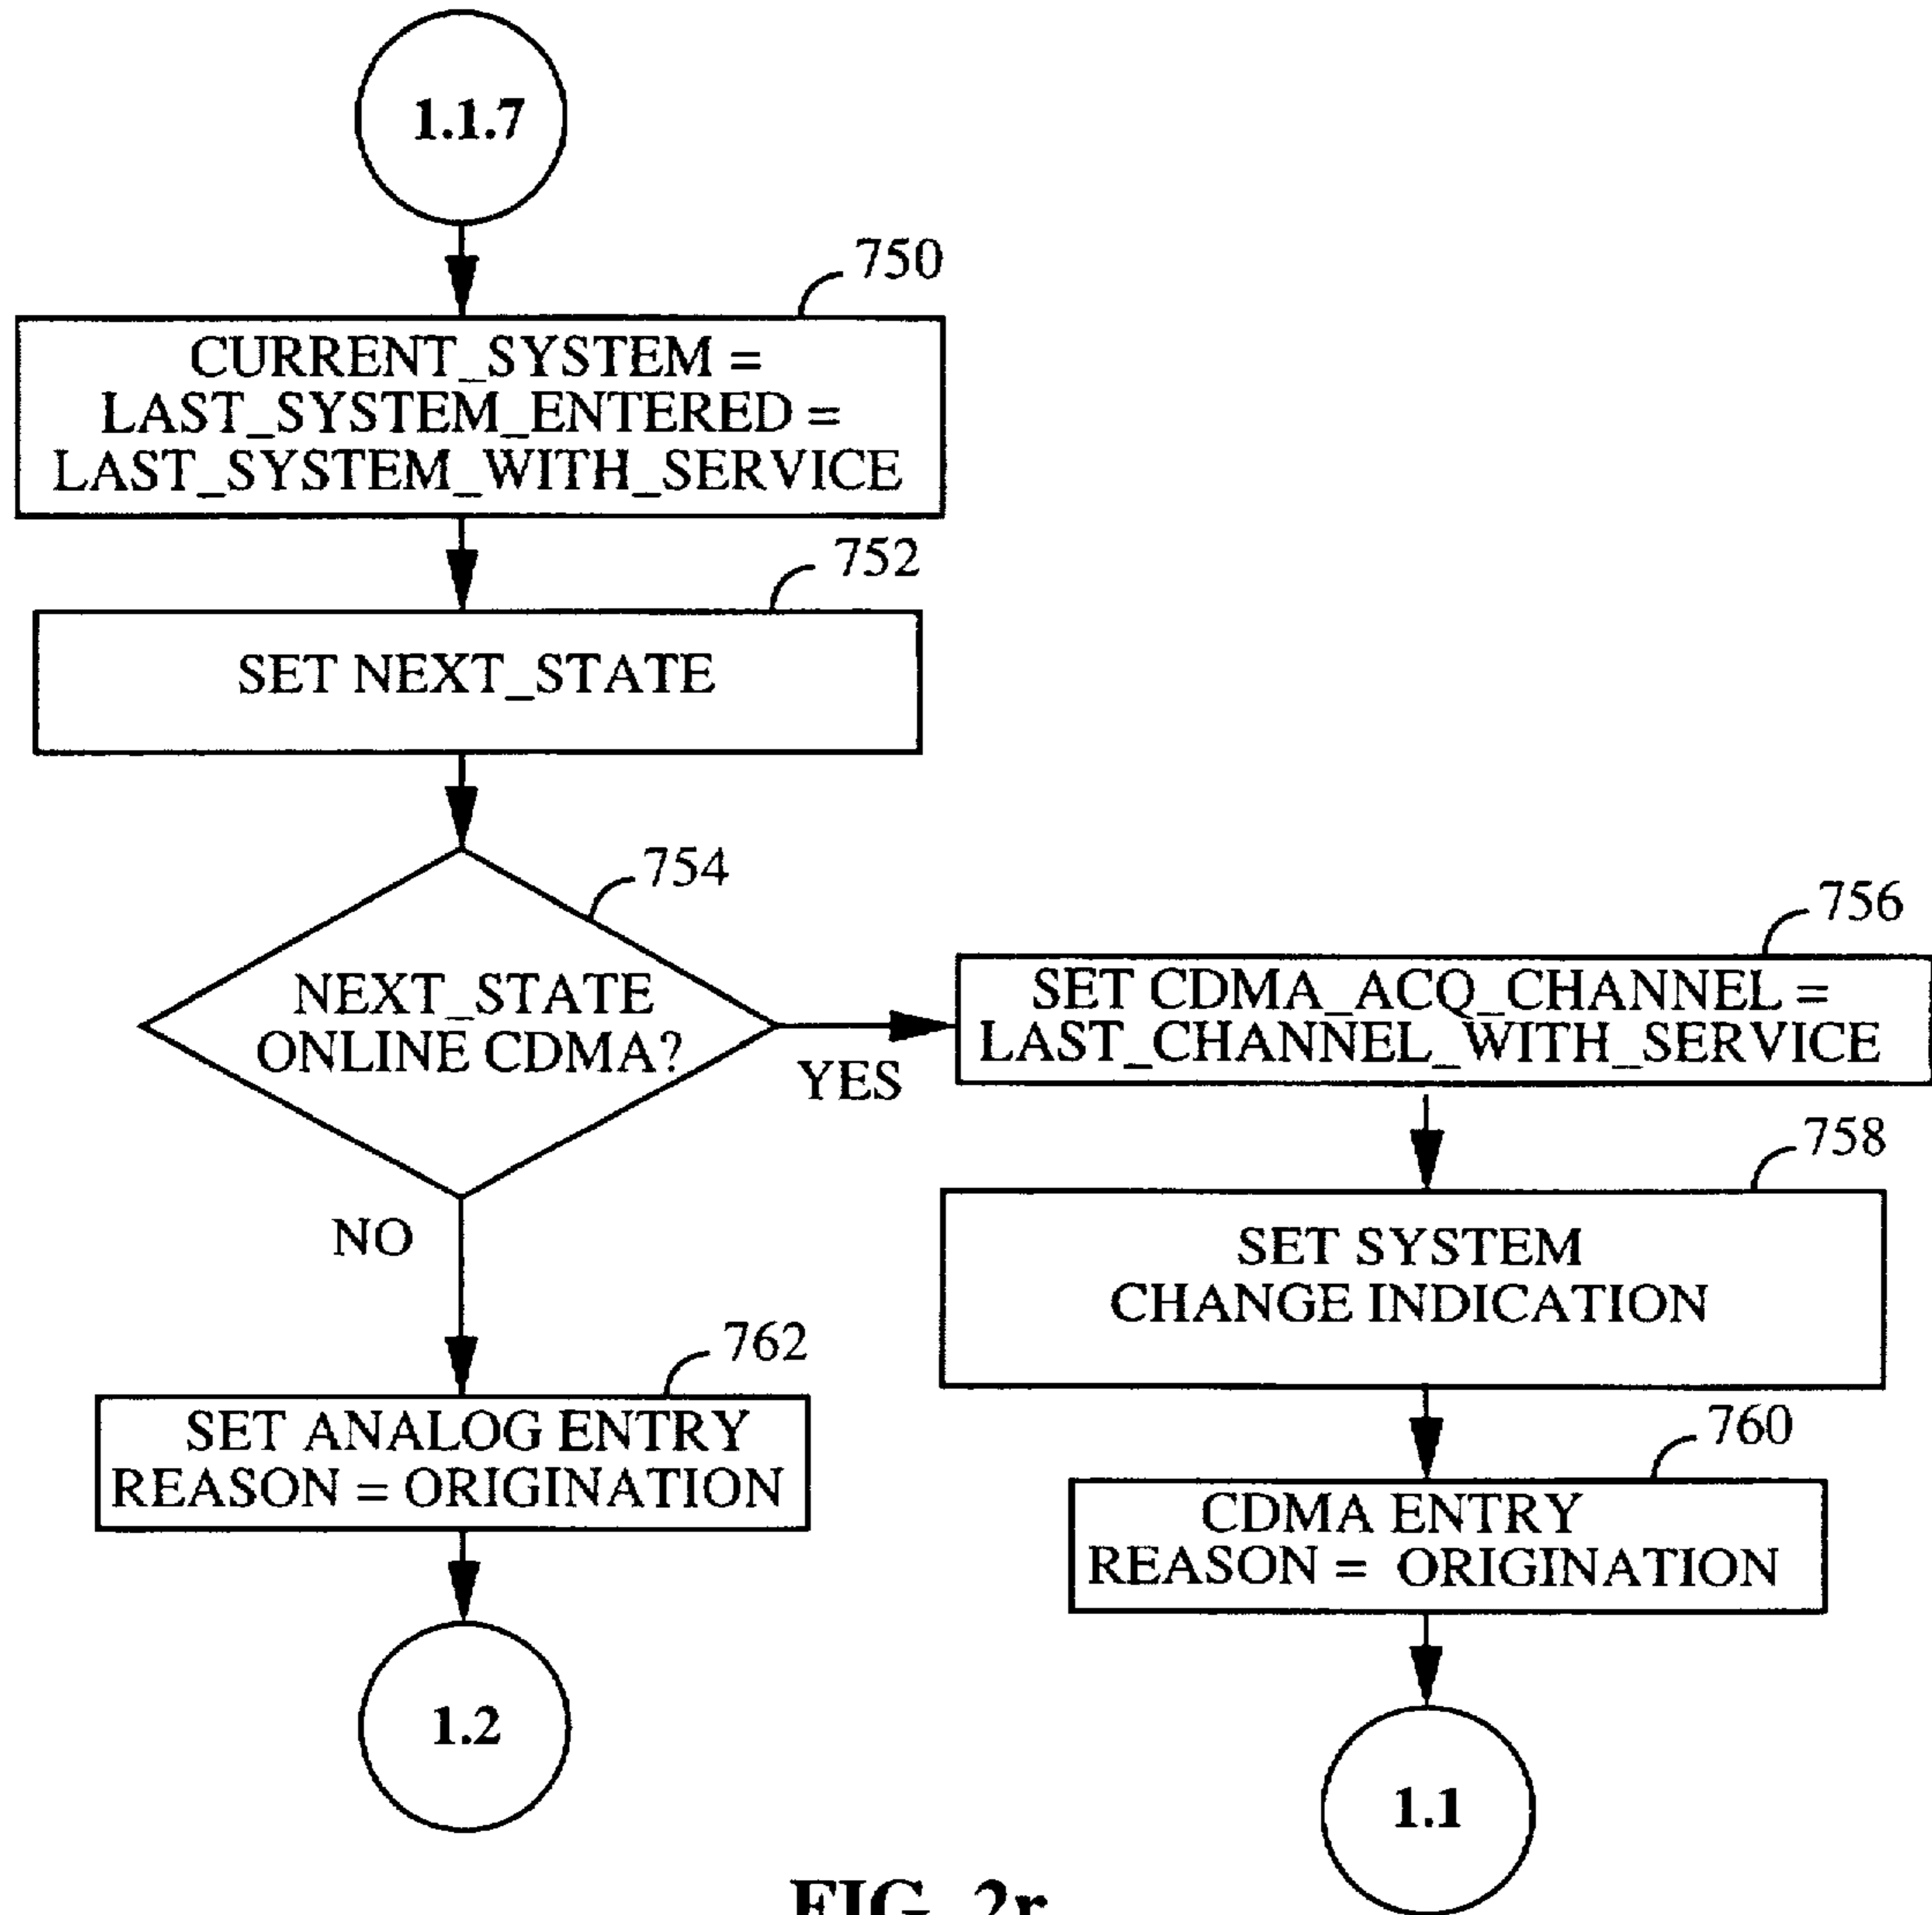 1.1.7
750
CURRENT_SYSTEM =
LAST_SYSTEM_ENTERED =
LAST_SYSTEM_WITH_SERVICE
752
SET NEXT_STATE
754
NEXT_STATE
ONLINE CDMA?
YES
NO
756
SET CDMA_ACQ_CHANNEL =
LAST_CHANNEL_WITH_SERVICE
758
SET SYSTEM
CHANGE INDICATION
760
CDMA ENTRY
REASON = ORIGINATION
1.1
762
SET ANALOG ENTRY
REASON = ORIGINATION
1.2
FIG. 2r